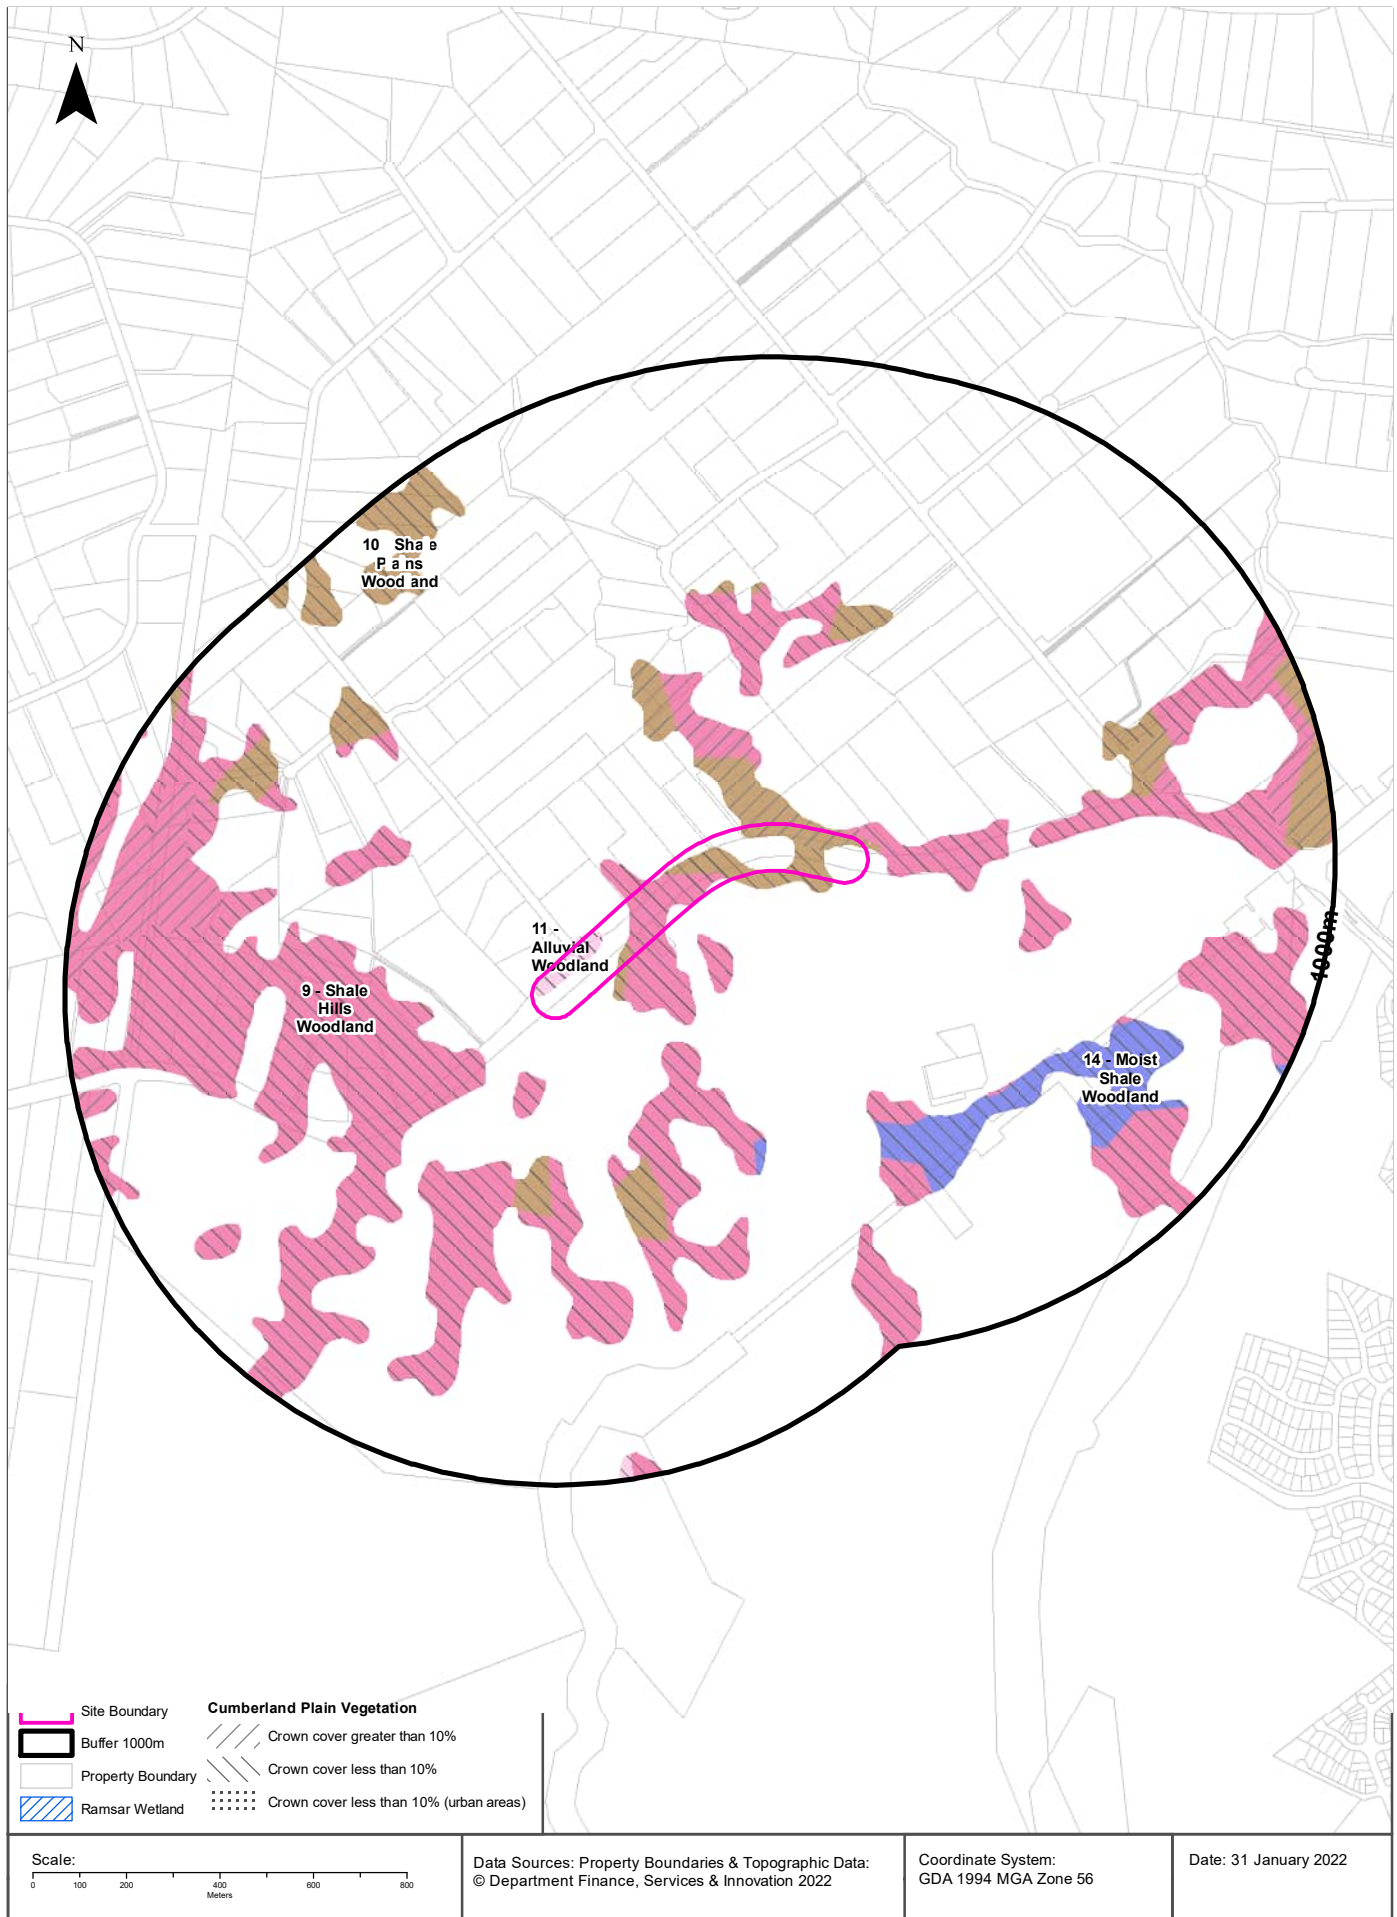 N
10 Sha e
P a ns
Wood and
11 -
Alluvial
Woodland
9 - Shale
Hills
Woodland
1000m
14 - Moist
Shale
Woodland
Site Boundary
Buffer 1000m
Property Boundary
Ramsar Wetland
Cumberland Plain Vegetation
Crown cover greater than 10%
Crown cover less than 10%
Crown cover less than 10% (urban areas)
Scale:
0 100 200 400 600 800
Meters
Data Sources: Property Boundaries & Topographic Data:
© Department Finance, Services & Innovation 2022
Coordinate System:
GDA 1994 MGA Zone 56
Date: 31 January 2022